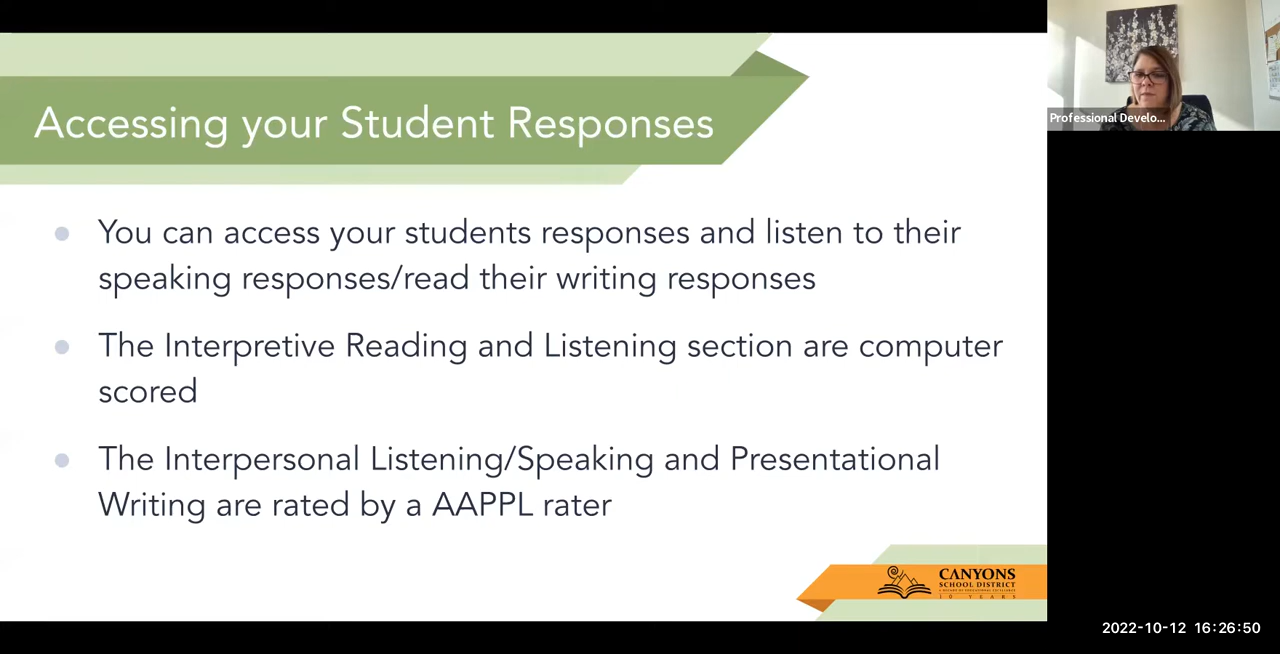 Accessing your Student Responses
You can access your students responses and listen to their
speaking responses/read their writing responses
The Interpretive Reading and Listening section are computer
scored
The Interpersonal Listening/Speaking and Presentational
Writing are rated by a AAPPL rater
CANYONS
SCHOOL DISTRICT
10 YEARS
Professional Develo...
2022-10-12 16:26:50